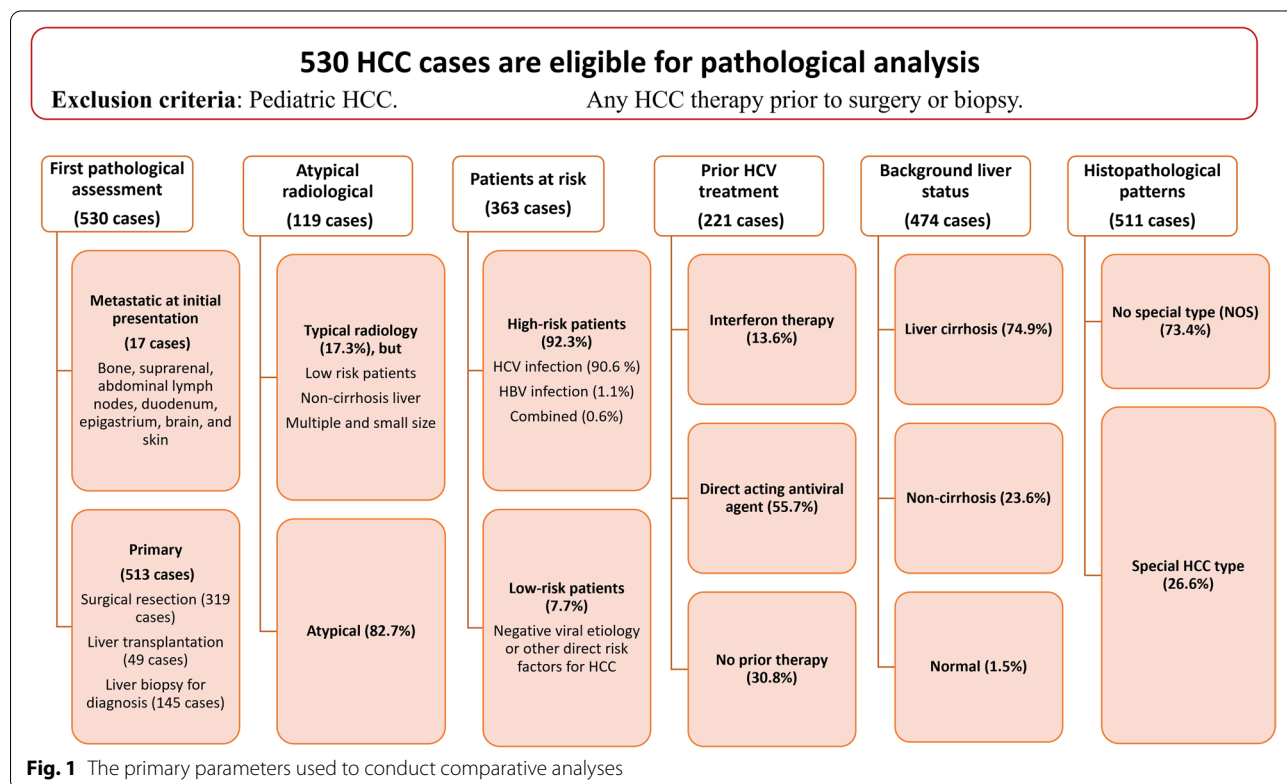 530 HCC cases are eligible for pathological analysis
Exclusion criteria: Pediatric HCC. Any HCC therapy prior to surgery or biopsy.
First pathological
assessment
(530 cases)
Metastatic at initial
presentation
(17 cases)
Bone, suprarenal,
abdominal lymph
nodes, duodenum,
epigastrium, brain, and
skin
Primary
(513 cases)
Surgical resection (319
cases)
Liver transplantation
(49 cases)
Liver biopsy for
diagnosis (145 cases)
Atypical
radiological
(119 cases)
Typical radiology
(17.3%), but
Low risk patients
Non-cirrhosis liver
Multiple and small size
Atypical (82.7%)
Patients at risk
(363 cases)
High-risk patients
(92.3%)
HCV infection (90.6 %)
HBV infection (1.1%)
Combined (0.6%)
Low-risk patients
(7.7%)
Negative viral etiology
or other direct risk
factors for HCC
Prior HCV
treatment
(221 cases)
Interferon therapy
(13.6%)
Direct acting antiviral
agent (55.7%)
No prior therapy
(30.8%)
Background liver
status
(474 cases)
Liver cirrhosis (74.9%)
Non-cirrhosis (23.6%)
Normal (1.5%)
Histopathological
patterns
(511 cases)
No special type (NOS)
(73.4%)
Special HCC type
(26.6%)
Fig. 1 The primary parameters used to conduct comparative analyses